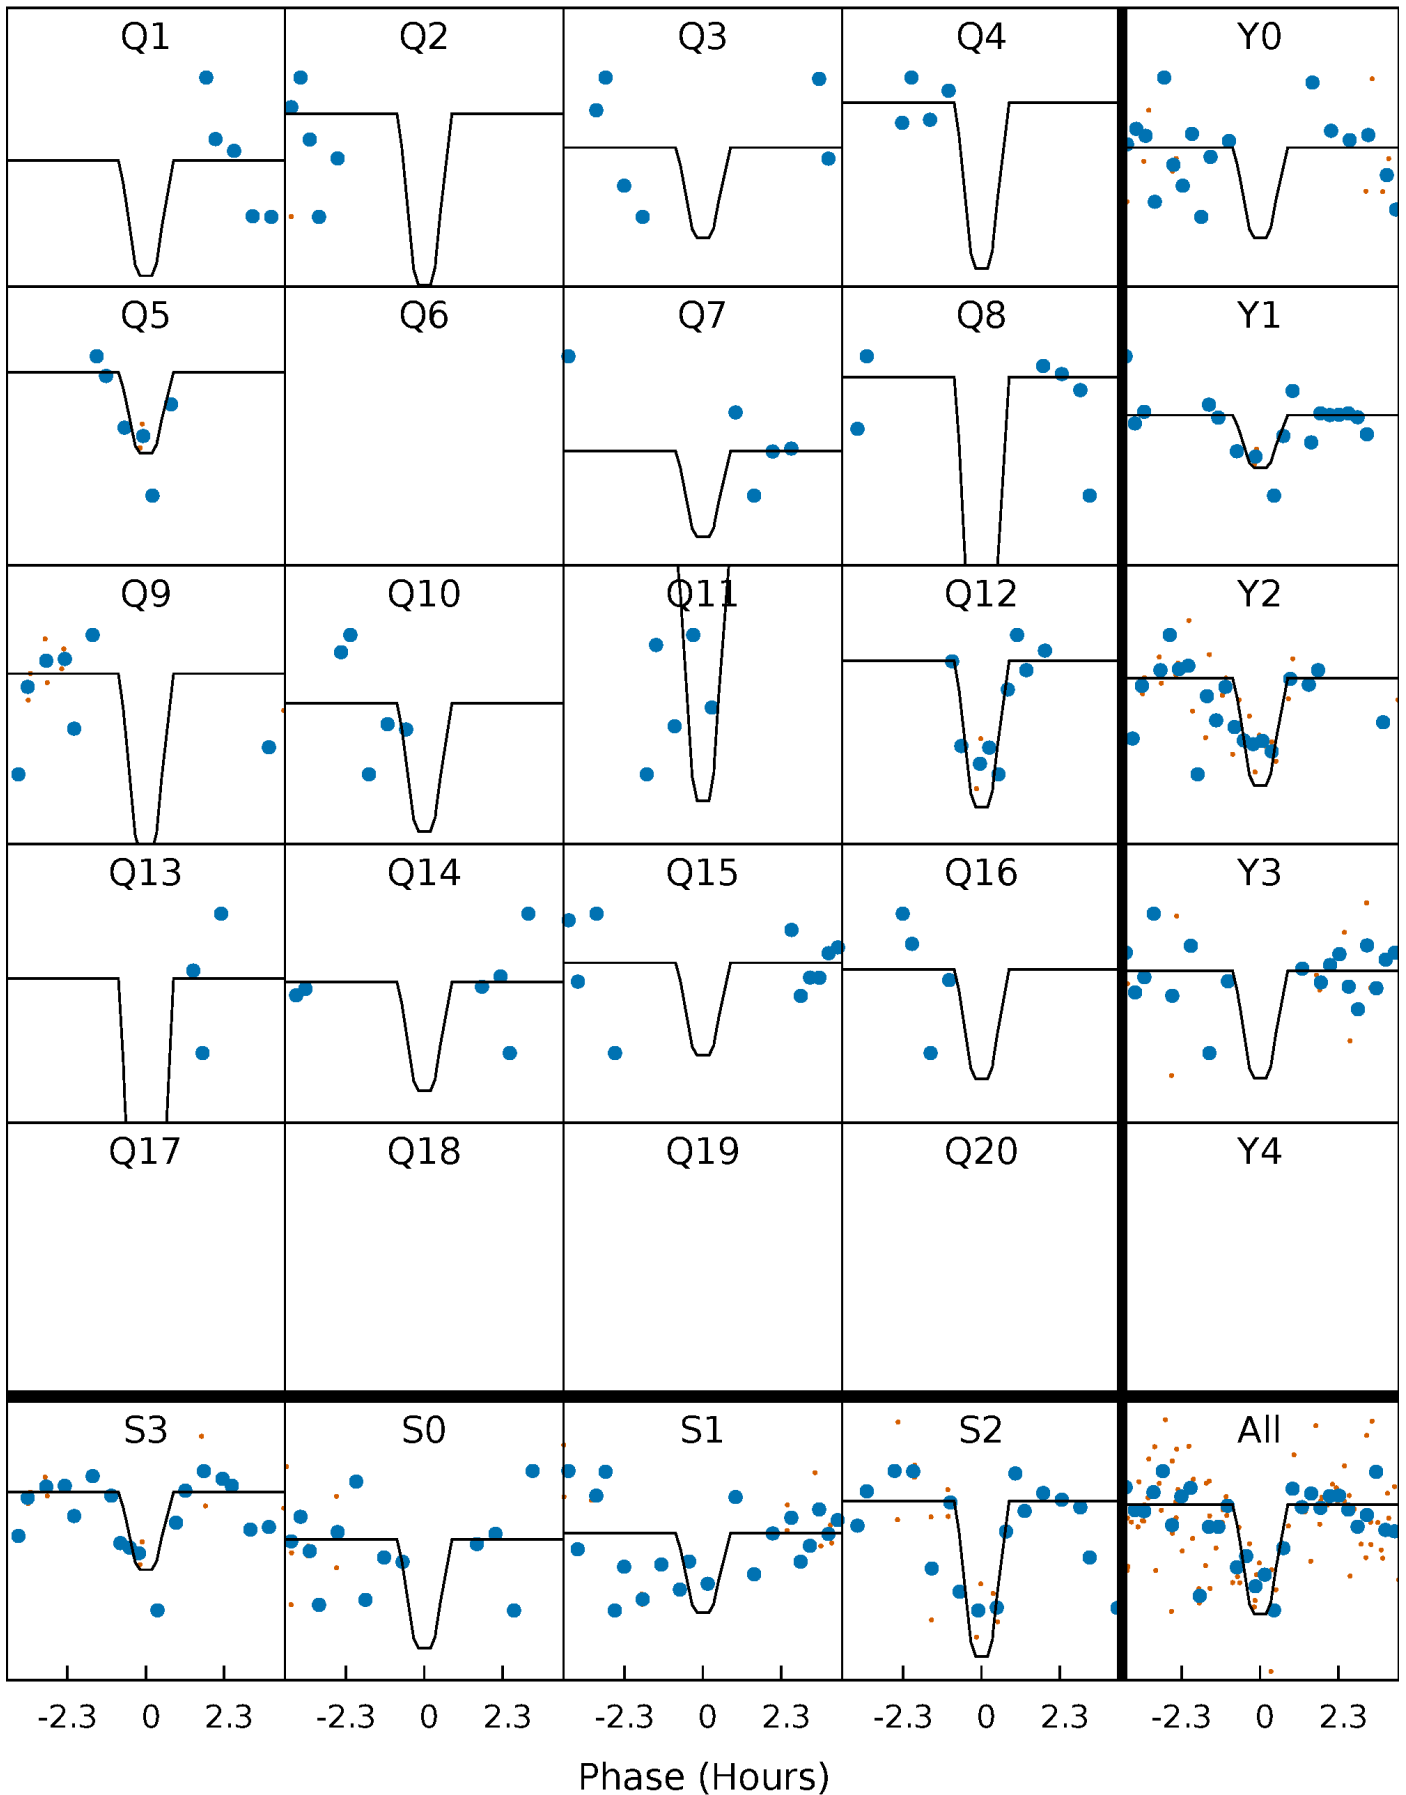 Q1 Q2 Q3 Q4 Y0
Q5 Q6 Q7 Q8 Y1
Q9 Q10 Q11 Q12 Y2
Q13 Q14 Q15 Q16 Y3
Q17 Q18 Q19 Q20 Y4
S3 S0 S1 S2 All
-2.3 0 2.3 -2.3 0 2.3 -2.3 0 2.3 -2.3 0 2.3 -2.3 0 2.3
Phase (Hours)